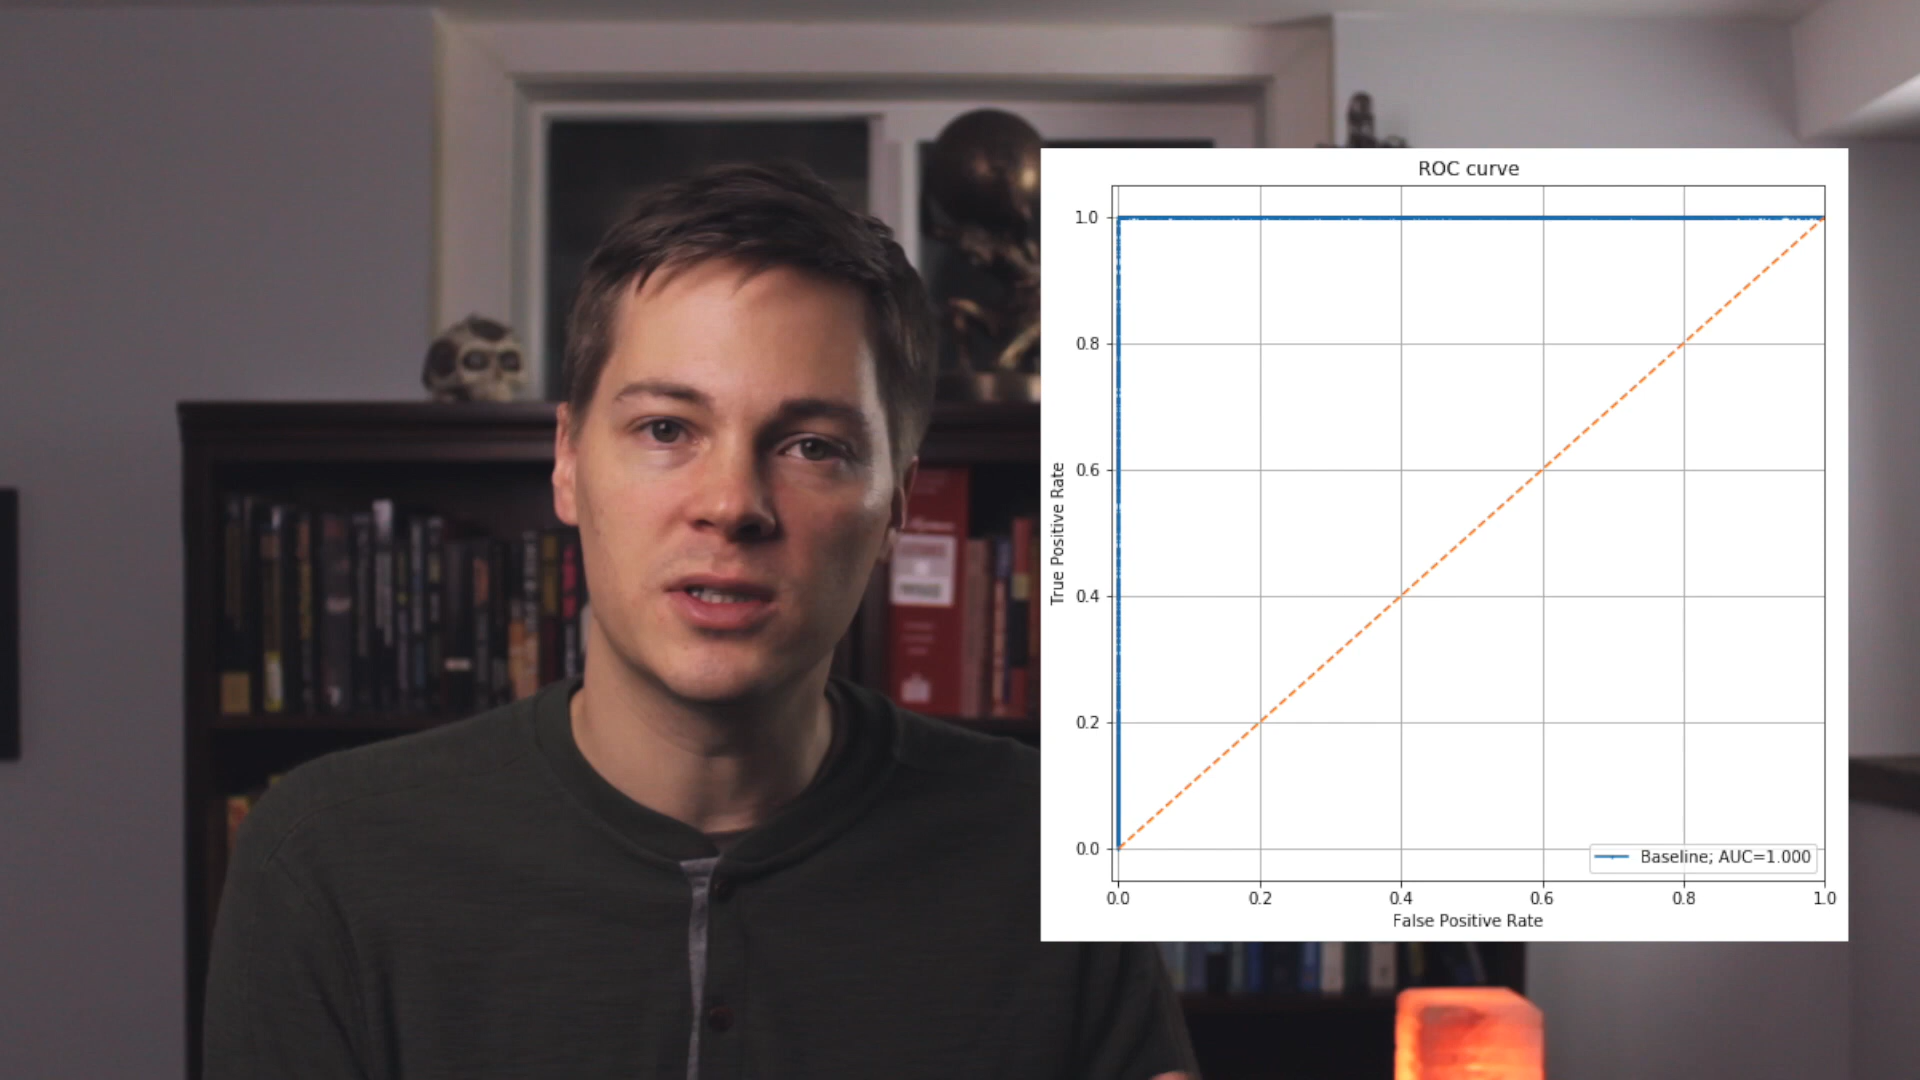 ROC curve
True Positive Rate
1.0
0.8
0.6
0.4
0.2
0.0
Baseline; AUC=1.000
0.0 0.2 0.4 0.6 0.8 1.0
False Positive Rate